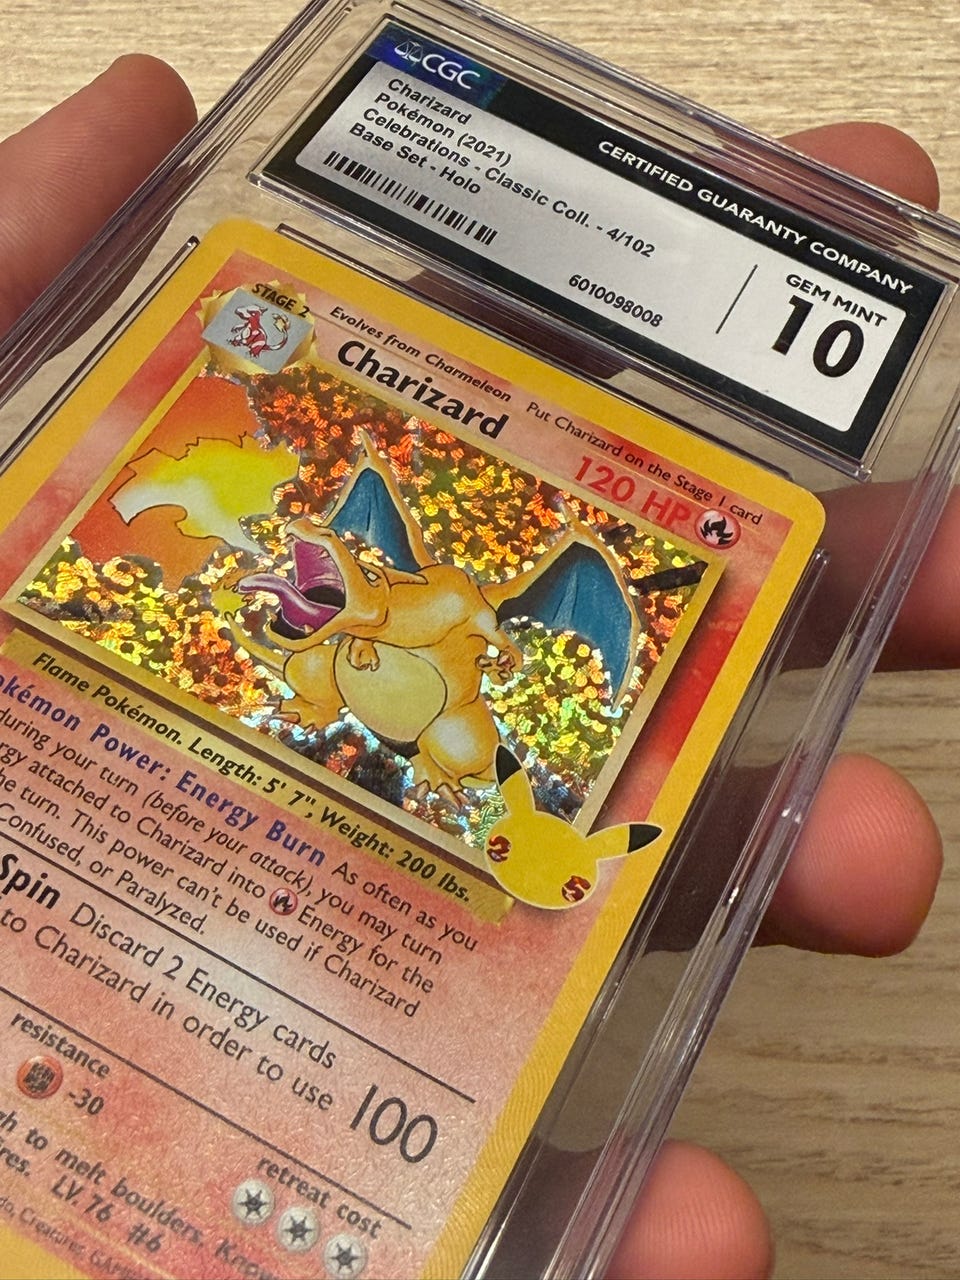 CGC
Charizard
Pokémon (2021)
Celebrations - Classic Coll. - 4/102
Base Set - Holo
6010098008
CERTIFIED GUARANTY COMPANY
GEM MINT
10
STAGE 2
Evolves from Charmeleon
Put Charizard on the Stage 1 card
Charizard
120 HP
25
Flame Pokémon. Length: 5' 7", Weight: 200 lbs.
Power: Energy Burn As often as you
during your turn (before your attack), you may turn
attached to Charizard into Energy for the
turn. This power can't be used if Charizard
Confused, or Paralyzed.
Spin Discard 2 Energy cards
to Charizard in order to use
100
resistance
-30
retreat cost
to melt boulders.
LV. 76 #6